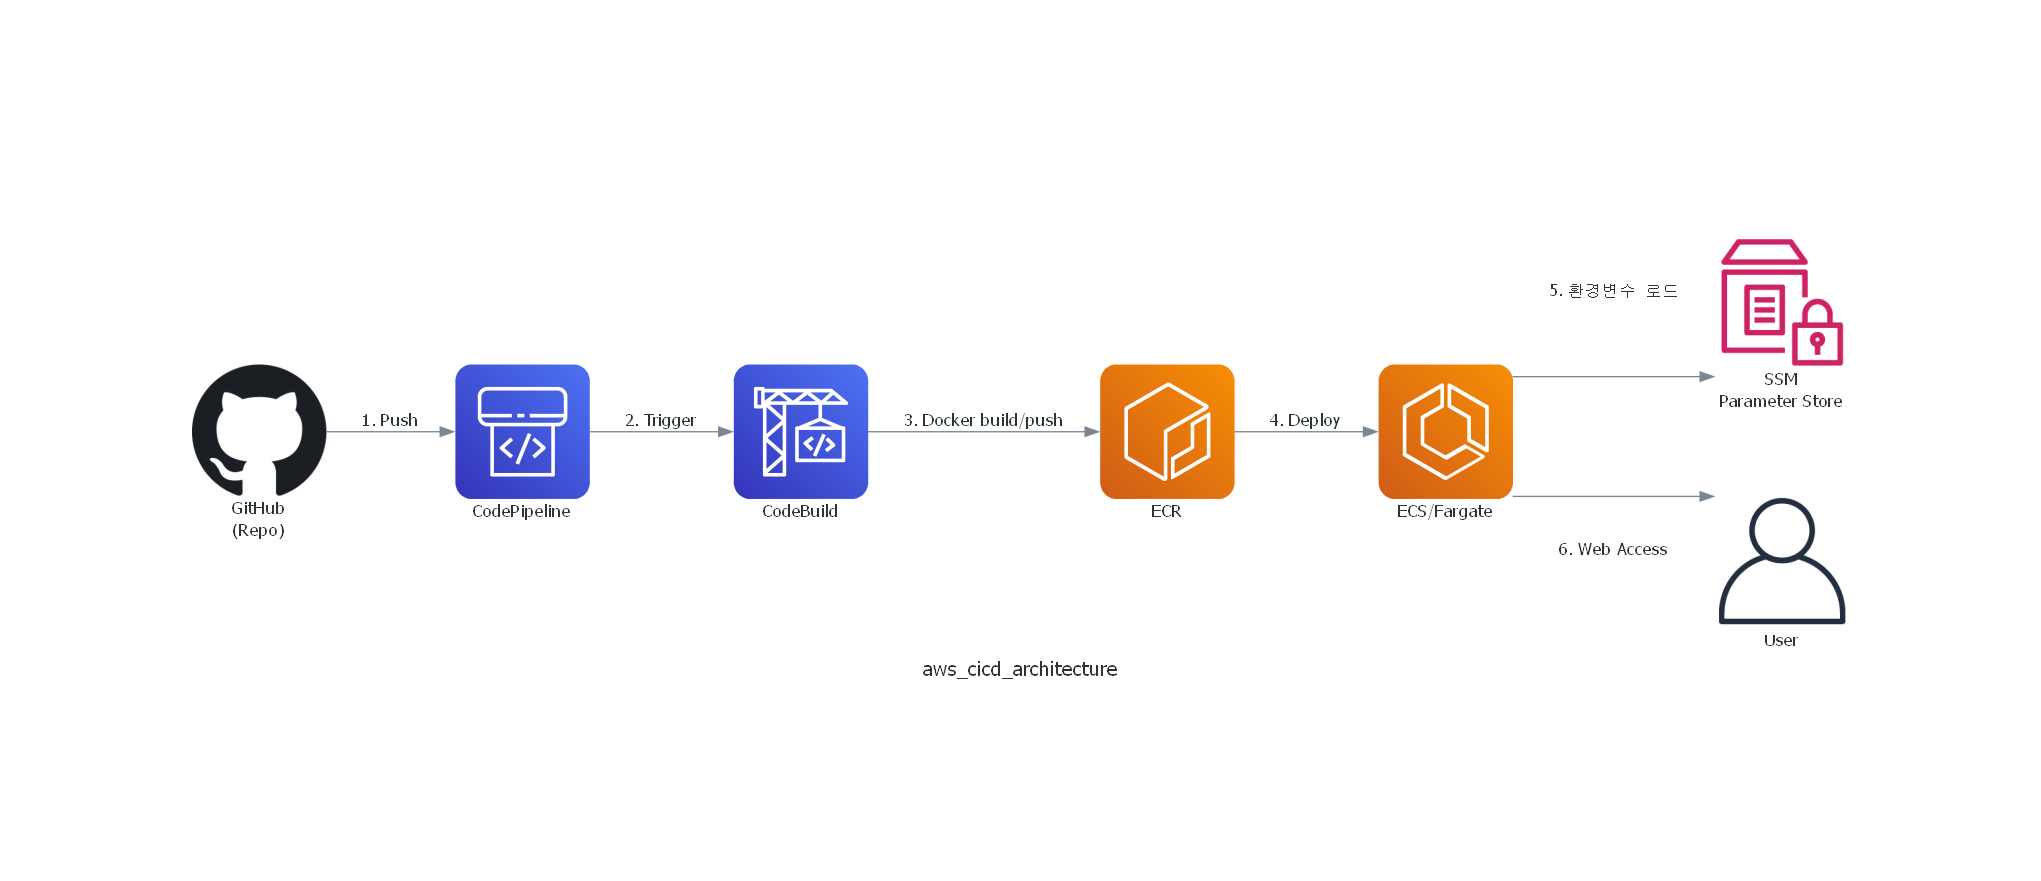 GitHub
(Repo)
1. Push
CodePipeline
2. Trigger
CodeBuild
3. Docker build/push
ECR
4. Deploy
ECS/Fargate
5. 환경변수 로드
SSM
Parameter Store
6. Web Access
User
aws_cicd_architecture